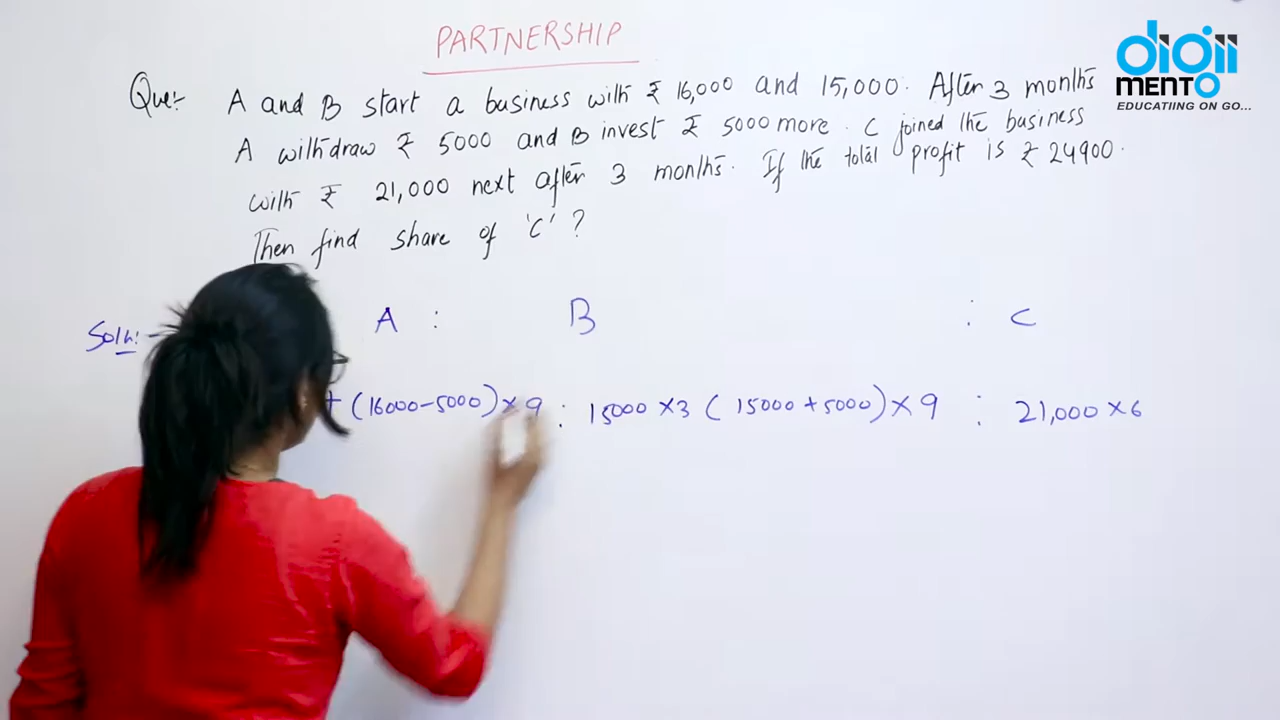 PARTNERSHIP
digii
MENTO
EDUCATIING ON GO...
Que:- A and B start a business with ₹ 16,000 and 15,000. After 3 months
A withdraw ₹ 5000 and B invest ₹ 5000 more. C joined the business
with ₹ 21,000 next after 3 months. If the total profit is ₹ 24900.
Then find share of 'C' ?
Soln:- A : B : C
+ (16000-5000) × 9 : 15000 × 3 ( 15000 + 5000) × 9 : 21,000 × 6